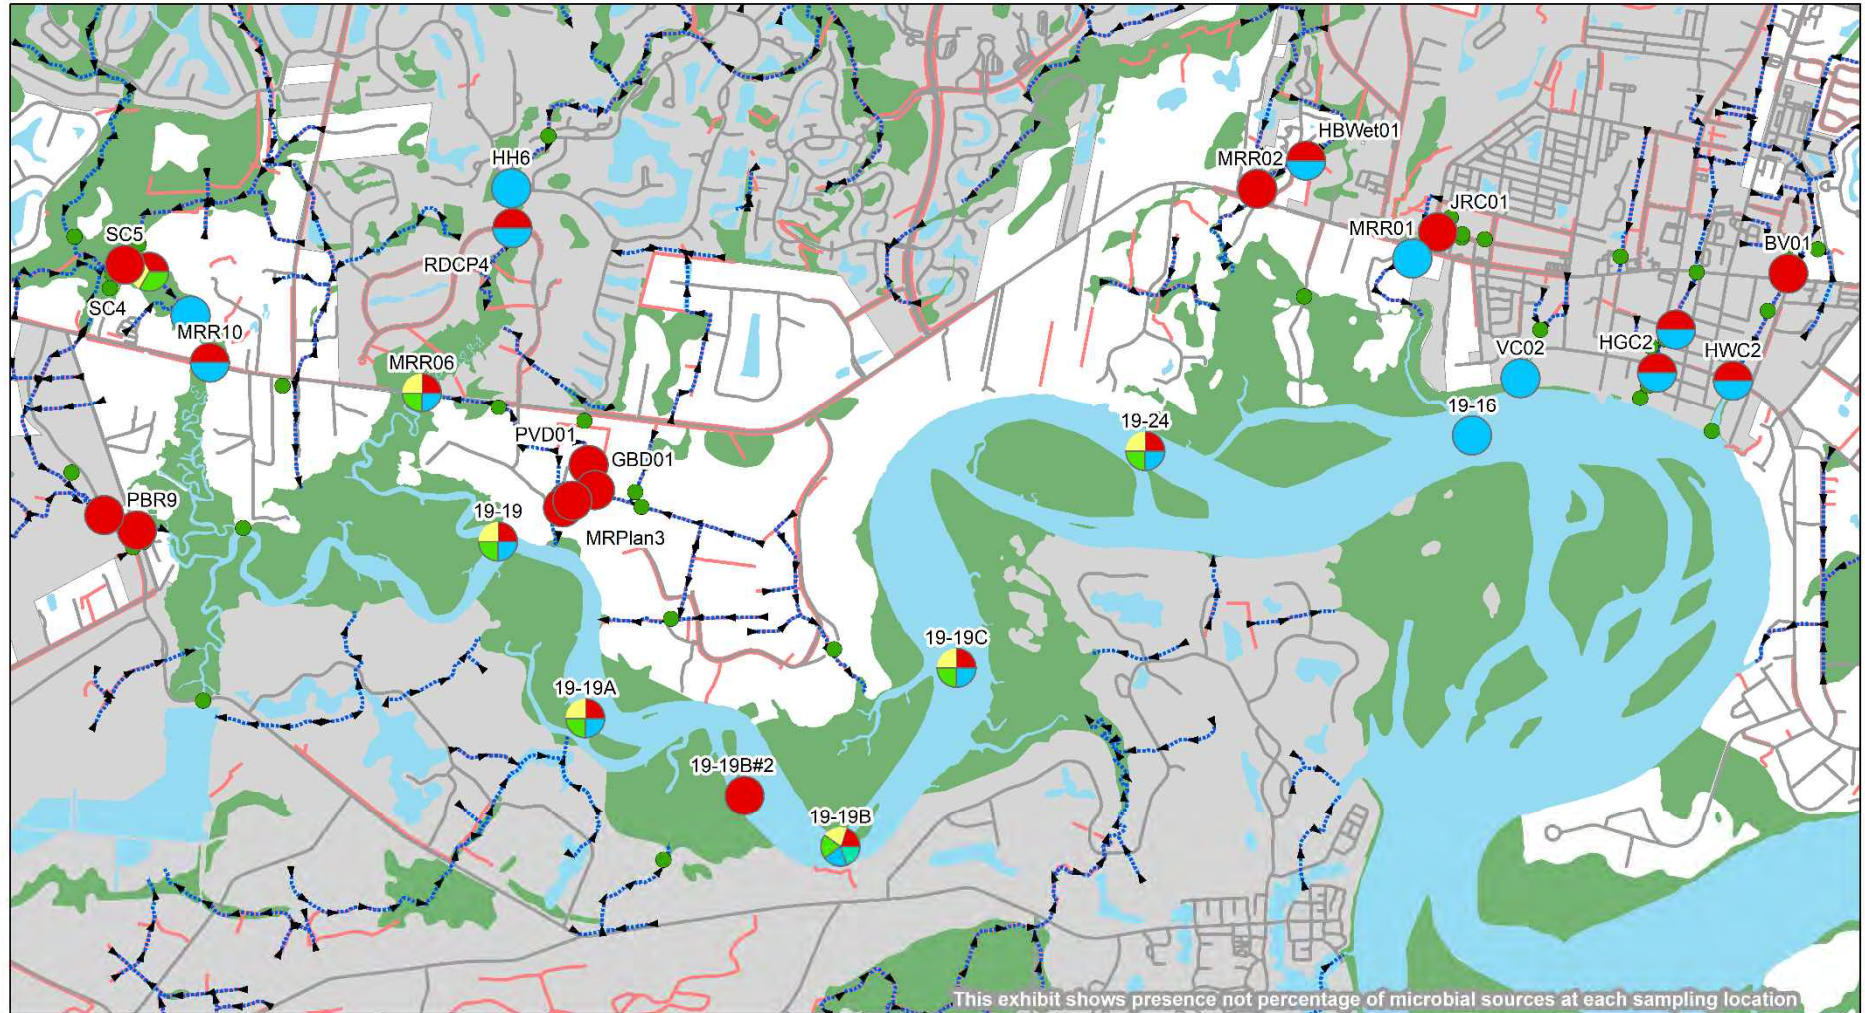 HBWet01
MRR02
HH6
JRC01
MRR01
SC5
BV01
RDCP4
SC4
MRR10
HGC2
VC02
HWC2
MRR06
19-24
19-16
PVD01
GBD01
PBR9
19-19
MRPlan3
19-19C
19-19A
19-19B#2
19-19B
This exhibit shows presence not percentage of microbial sources at each sampling location